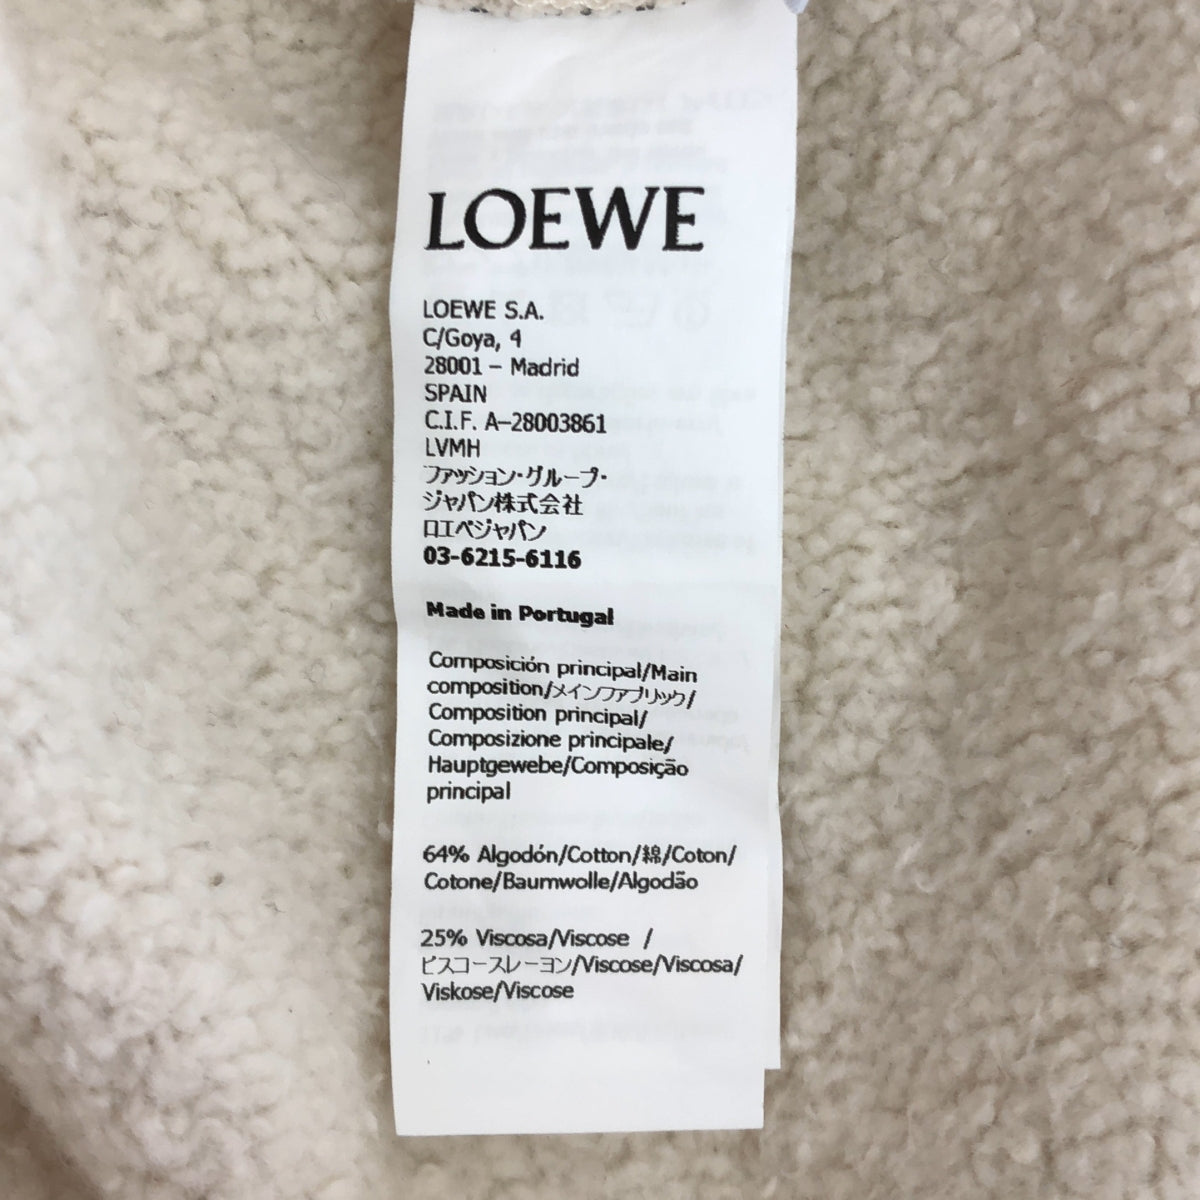 LOEWE
LOEWE S.A.
C/Goya, 4
28001 – Madrid
SPAIN
C.I.F. A–28003861
LVMH
ファッション・グループ・
ジャパン株式会社
ロエベジャパン
03-6215-6116
Made in Portugal
Composición principal/Main
composition/メインファブリック/
Composition principal/
Composizione principale/
Hauptgewebe/Composição
principal
64% Algodón/Cotton/綿/Coton/
Cotone/Baumwolle/Algodão
25% Viscosa/Viscose /
ビスコースレーヨン/Viscose/Viscosa/
Viskose/Viscose